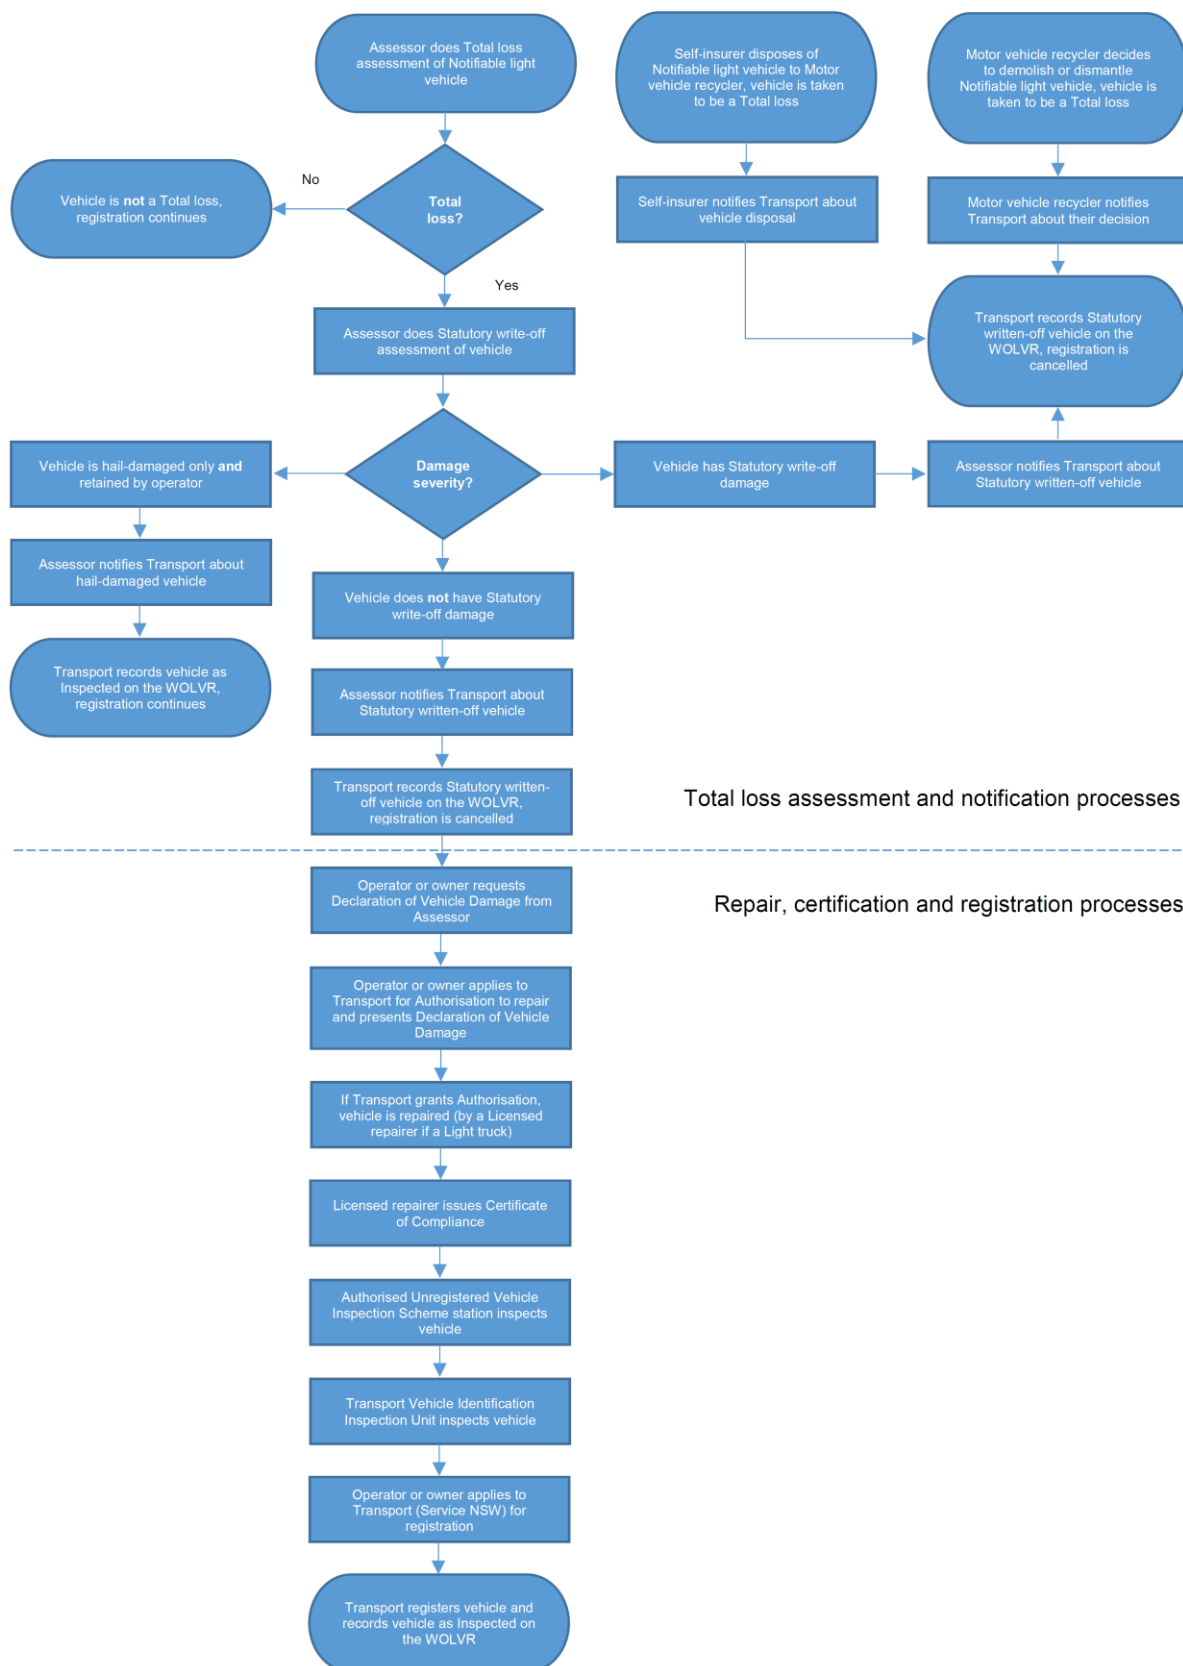 Assessor does Total loss
assessment of Notifiable light
vehicle
Self-insurer disposes of
Notifiable light vehicle to Motor
vehicle recycler, vehicle is taken
to be a Total loss
Motor vehicle recycler decides
to demolish or dismantle
Notifiable light vehicle, vehicle is
taken to be a Total loss
No
Vehicle is not a Total loss,
registration continues
Total
loss?
Self-insurer notifies Transport about
vehicle disposal
Motor vehicle recycler notifies
Transport about their decision
Yes
Assessor does Statutory write-off
assessment of vehicle
Transport records Statutory
written-off vehicle on the
WOLVR, registration is
cancelled
Vehicle is hail-damaged only and
retained by operator
Damage
severity?
Vehicle has Statutory write-off
damage
Assessor notifies Transport about
Statutory written-off vehicle
Assessor notifies Transport about
hail-damaged vehicle
Vehicle does not have Statutory
write-off damage
Transport records vehicle as
Inspected on the WOLVR,
registration continues
Assessor notifies Transport about
Statutory written-off vehicle
Transport records Statutory written-
off vehicle on the WOLVR,
registration is cancelled
Total loss assessment and notification processes
Operator or owner requests
Declaration of Vehicle Damage from
Assessor
Repair, certification and registration processes
Operator or owner applies to
Transport for Authorisation to repair
and presents Declaration of Vehicle
Damage
If Transport grants Authorisation,
vehicle is repaired (by a Licensed
repairer if a Light truck)
Licensed repairer issues Certificate
of Compliance
Authorised Unregistered Vehicle
Inspection Scheme station inspects
vehicle
Transport Vehicle Identification
Inspection Unit inspects vehicle
Operator or owner applies to
Transport (Service NSW) for
registration
Transport registers vehicle and
records vehicle as Inspected on
the WOLVR